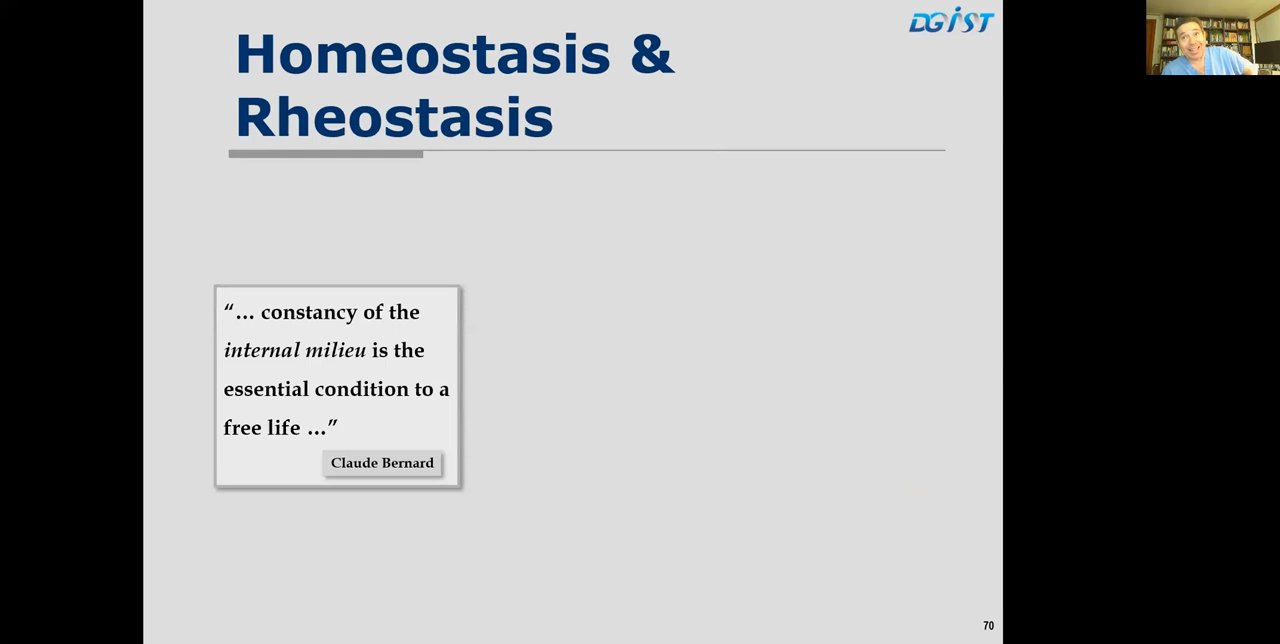 DGIST
Homeostasis &
Rheostasis
“… constancy of the
internal milieu is the
essential condition to a
free life …”
Claude Bernard
70